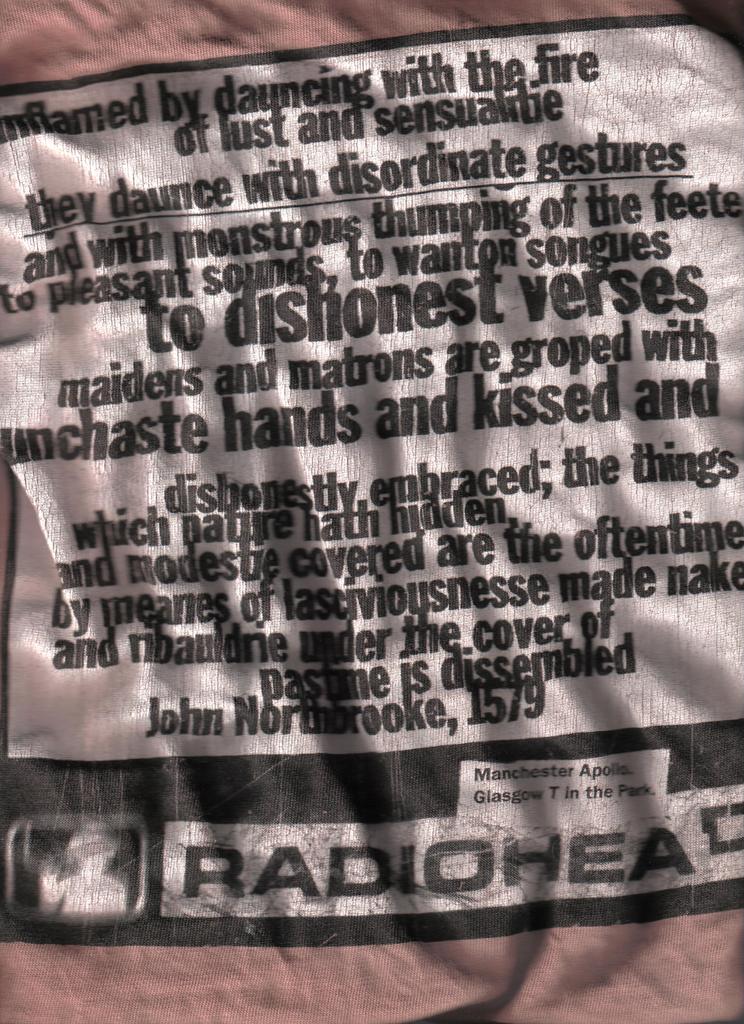 inflamed by dauncing with the fire
of lust and sensualitie
they daunce with disordinate gestures
and with monstrous thumping of the feete
to pleasant sounds, to wanton songues
to dishonest verses
maidens and matrons are groped with
unchaste hands and kissed and
dishonestly embraced; the things
which nature hath hidden
and modestie covered are the oftentime
by meanes of lasciviousnesse made nake
and ribauldrie under the cover of
pastime is dissembled
John Northbrooke, 1579
Manchester Apollo.
Glasgow T in the Park.
RADIOHEAD